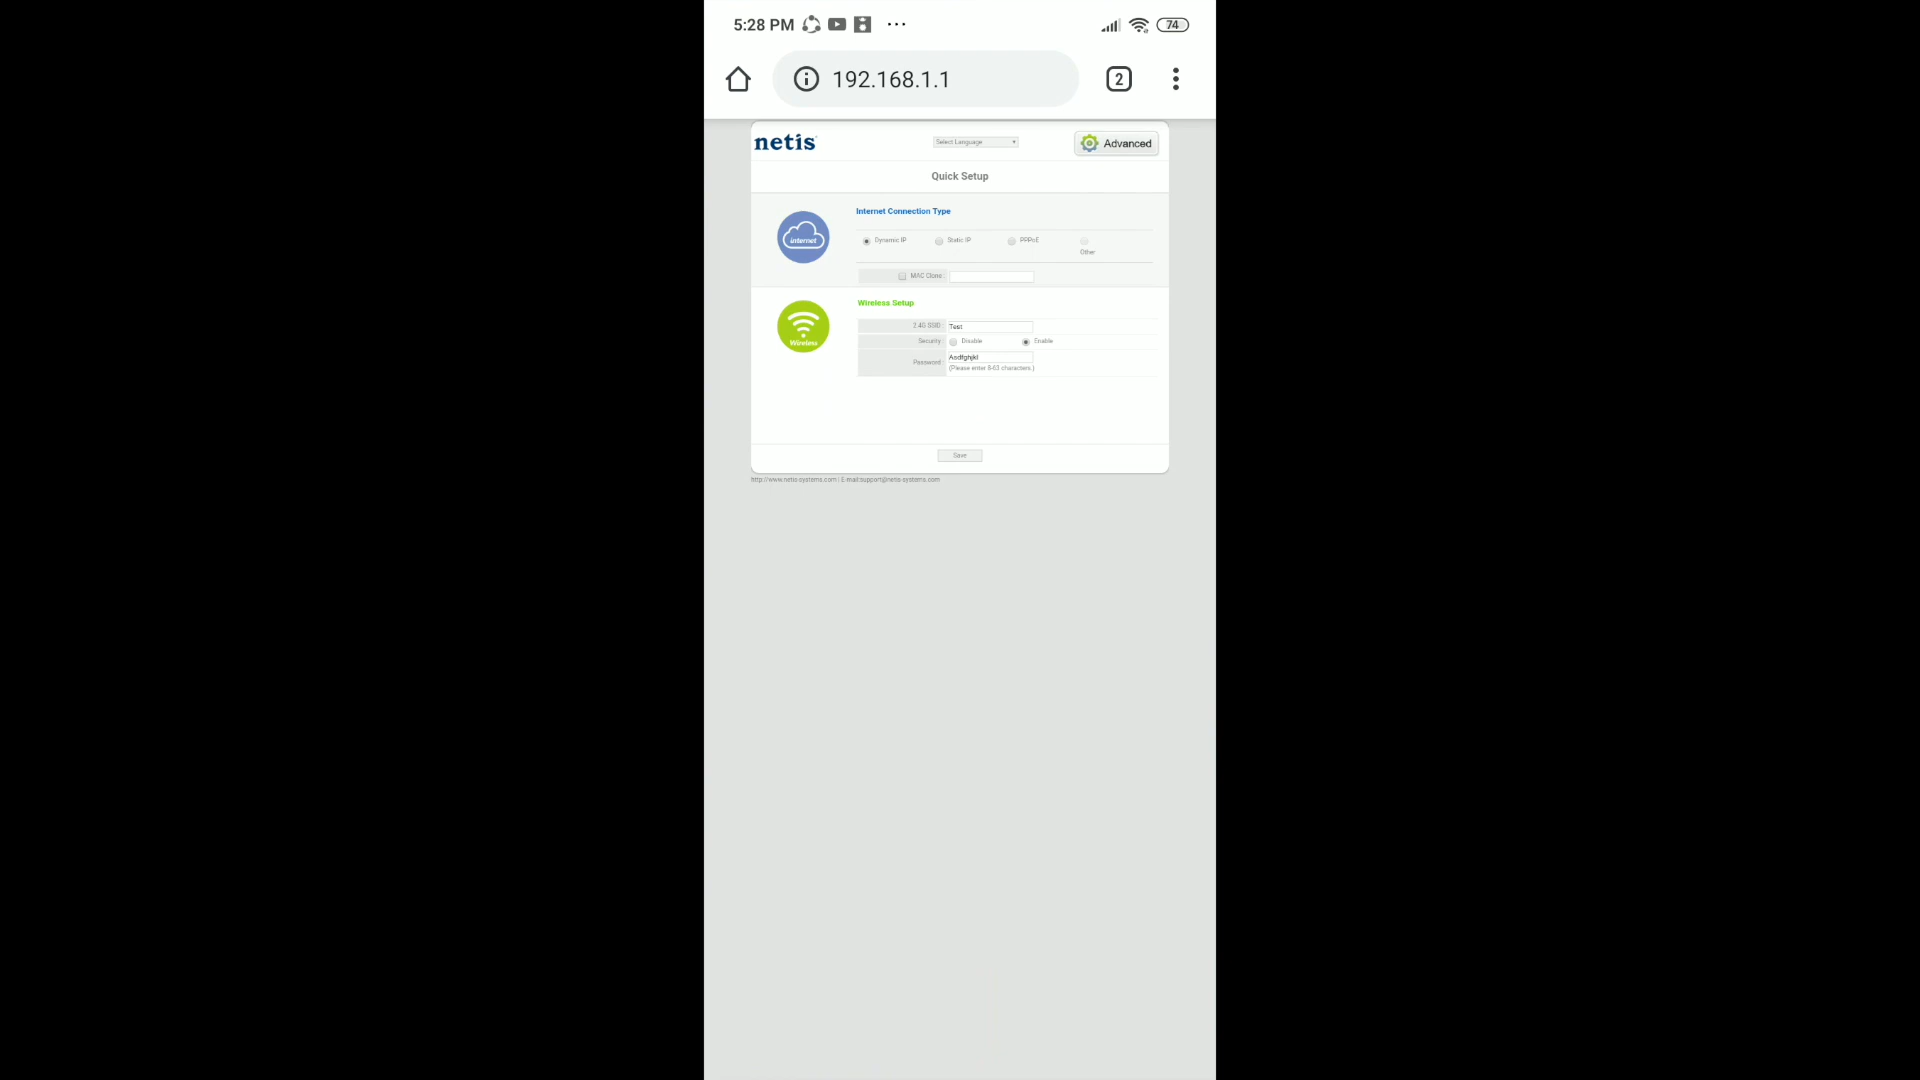 5:28 PM ... 74
192.168.1.1 2
netis Select Language Advanced
Quick Setup
Internet Connection Type
internet
Dynamic IP Static IP PPPoE Other
MAC Clone:
Wireless Setup
Wireless
2.4G SSID: Test
Security: Disable Enable
Password: Asdfghjkl
(Please enter 8-63 characters.)
Save
http://www.netis-systems.com | E-mail:support@netis-systems.com